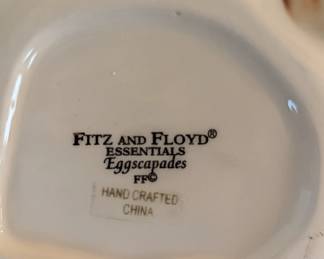 FITZ AND FLOYD®
ESSENTIALS
Eggscapades
FF©
HAND CRAFTED
CHINA